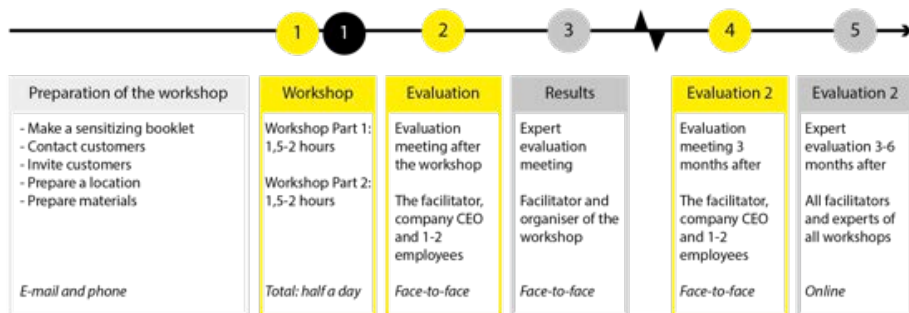 1
1
2
3
4
5
Preparation of the workshop
- Make a sensitizing booklet
- Contact customers
- Invite customers
- Prepare a location
- Prepare materials
E-mail and phone
Workshop
Workshop Part 1:
1,5-2 hours
Workshop Part 2:
1,5-2 hours
Total: half a day
Evaluation
Evaluation
meeting after
the workshop
The facilitator,
company CEO
and 1-2
employees
Face-to-face
Results
Expert
evaluation
meeting
Facilitator and
organiser of the
workshop
Face-to-face
Evaluation 2
Evaluation
meeting 3
months after
The facilitator,
company CEO
and 1-2
employees
Face-to-face
Evaluation 2
Expert
evaluation 3-6
months after
All facilitators
and experts of
all workshops
Online